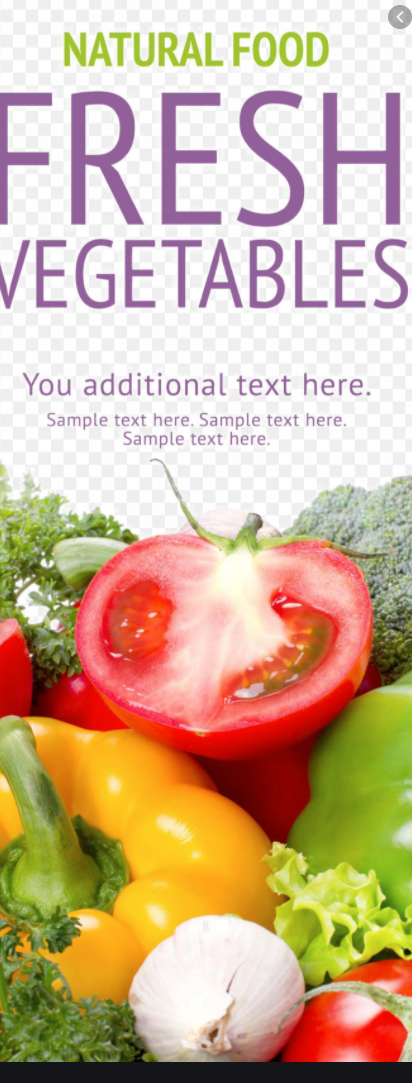 NATURAL FOOD
FRESH
VEGETABLES
You additional text here.
Sample text here. Sample text here.
Sample text here.